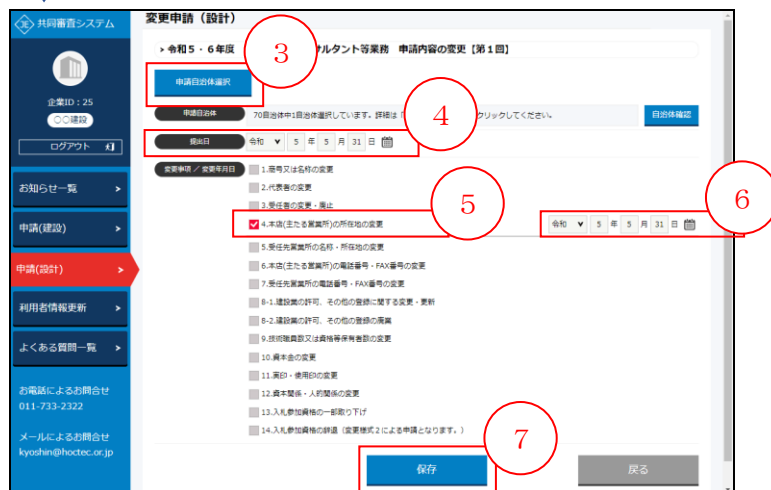 共同審査システム
企業ID：25
〇〇建設
ログアウト
お知らせ一覧
申請(建設)
申請(設計)
利用者情報更新
よくある質問一覧
お電話によるお問合せ
011-733-2322
メールによるお問合せ
kyoshin@hoctec.or.jp
変更申請（設計）
› 令和５・６年度 サルタント等業務 申請内容の変更【第１回】
3
申請自治体選択
申請自治体 70自治体中1自治体選択しています。詳細は「 クリックしてください。 自治体確認
4
提出日 令和 5 年 5 月 31 日
変更事項 / 変更年月日
1.商号又は名称の変更
2.代表者の変更
3.受任者の変更・廃止
5
4.本店(主たる営業所)の所在地の変更 令和 5 年 5 月 31 日
6
5.受任先営業所の名称・所在地の変更
6.本店(主たる営業所)の電話番号・FAX番号の変更
7.受任先営業所の電話番号・FAX番号の変更
8-1.建設業の許可、その他の登録に関する変更・更新
8-2.建設業の許可、その他の登録の廃業
9.技術職員数又は資格等保有者数の変更
10.資本金の変更
11.実印・使用印の変更
12.資本関係・人的関係の変更
13.入札参加資格の一部取り下げ
14.入札参加資格の辞退（変更様式２による申請となります。）
7
保存
戻る